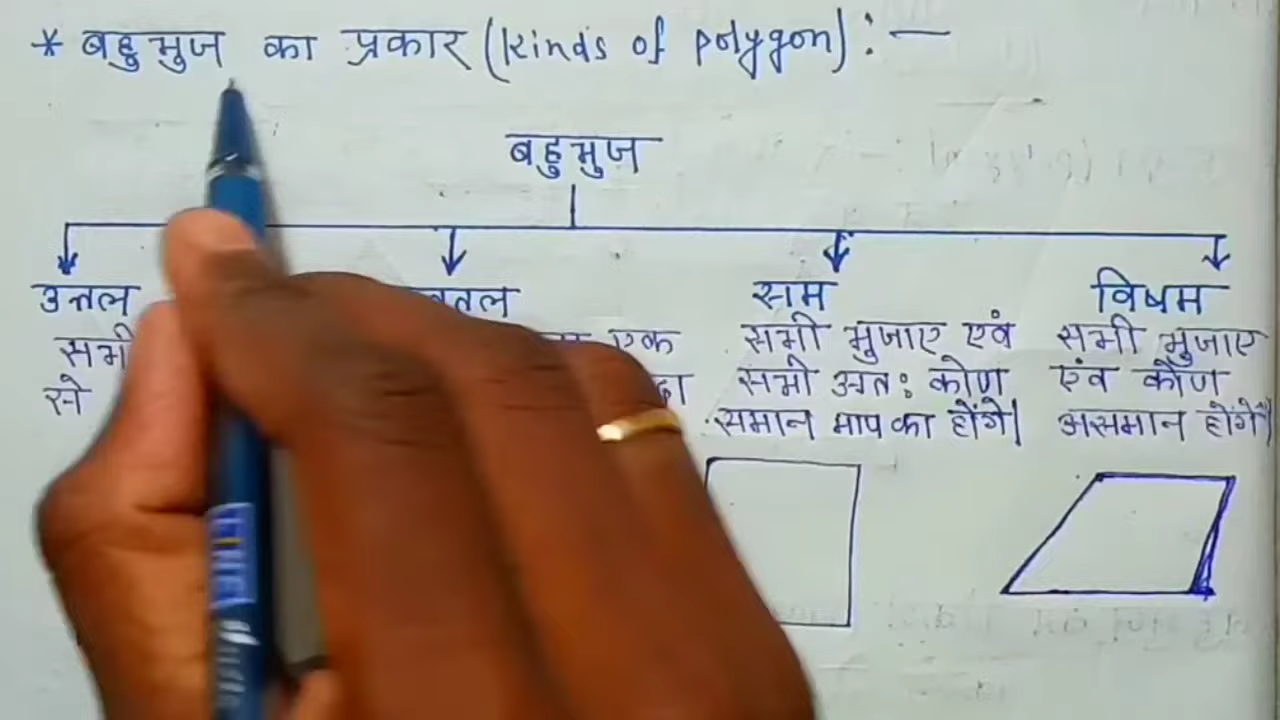 * बहुभुज का प्रकार (kinds of polygon) : —
बहुभुज
उत्तल
सभी
से
एक
सम
सभी भुजाए एवं
सभी अतः कोण
समान माप का होंगे।
विषम
सभी भुजाए
एंव कोण
असमान होंगे।